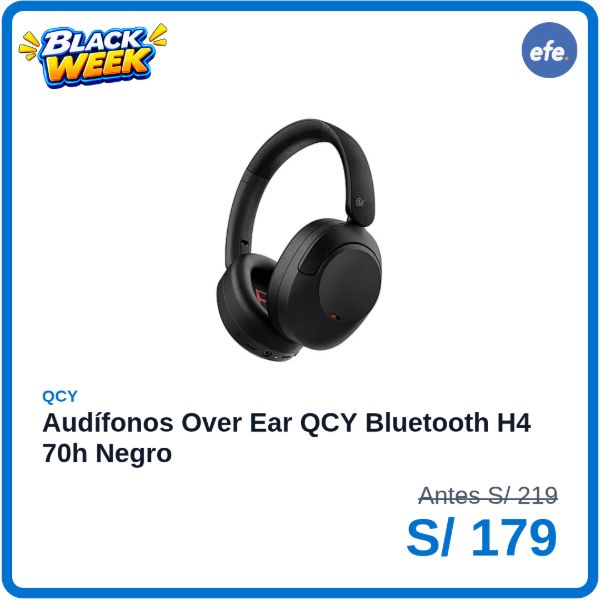 BLACK
WEEK
efe.
QCY
Audífonos Over Ear QCY Bluetooth H4
70h Negro
Antes S/ 219
S/ 179